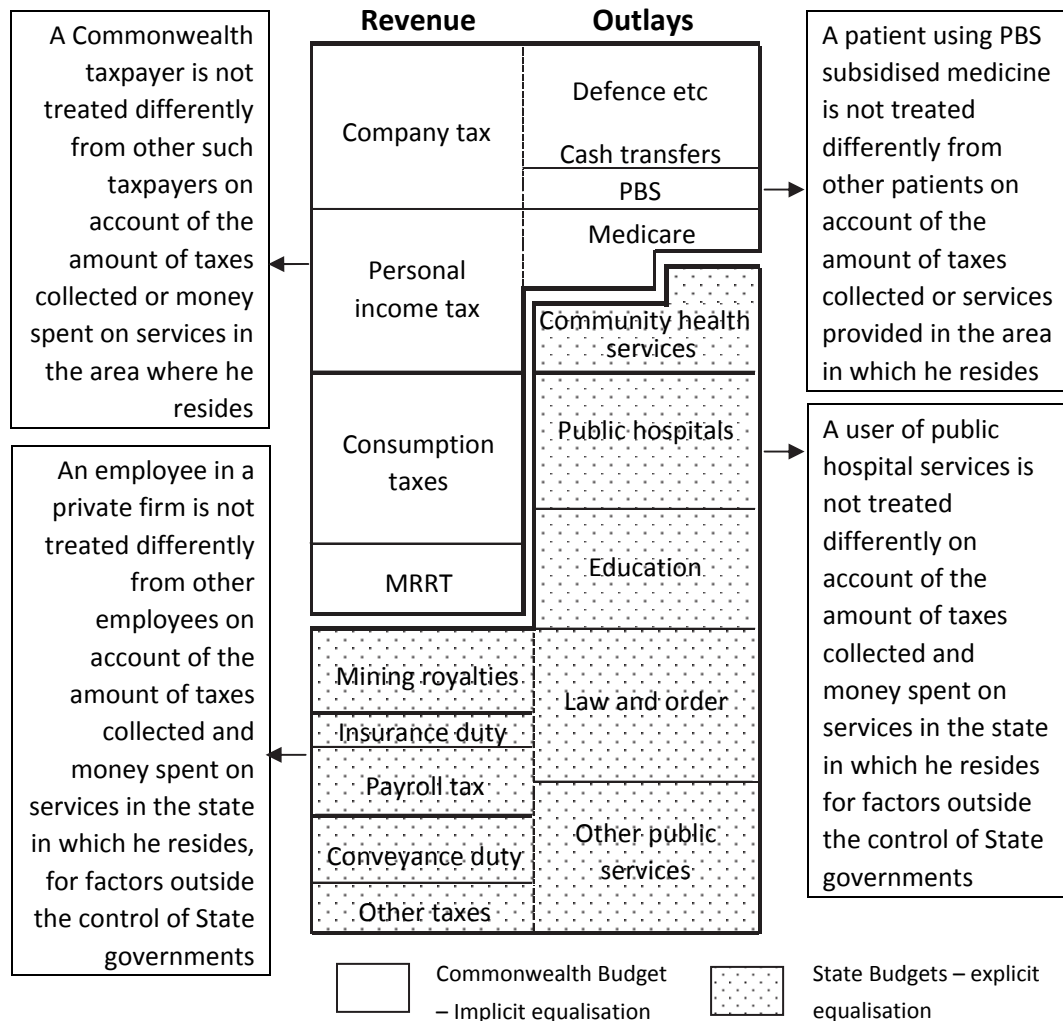 Revenue
Outlays
A Commonwealth
taxpayer is not
treated differently
from other such
taxpayers on
account of the
amount of taxes
collected or money
spent on services in
the area where he
resides
An employee in a
private firm is not
treated differently
from other
employees on
account of the
amount of taxes
collected and
money spent on
services in the state
in which he resides,
for factors outside
the control of State
governments
Company tax
Personal
income tax
Consumption
taxes
MRRT
Mining royalties
Insurance duty
Payroll tax
Conveyance duty
Other taxes
Defence etc
Cash transfers
PBS
Medicare
Community health
services
Public hospitals
Education
Law and order
Other public
services
A patient using PBS
subsidised medicine
is not treated
differently from
other patients on
account of the
amount of taxes
collected or services
provided in the area
in which he resides
A user of public
hospital services is
not treated
differently on
account of the
amount of taxes
collected and
money spent on
services in the state
in which he resides
for factors outside
the control of State
governments
Commonwealth Budget
– Implicit equalisation
State Budgets – explicit
equalisation